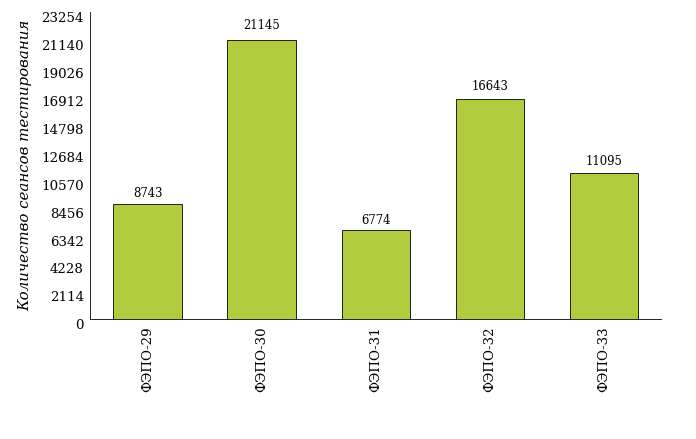 Количество сеансов тестирования
23254
21140
19026
16912
14798
12684
10570
8456
6342
4228
2114
0
8743
21145
6774
16643
11095
ФЭПО-29
ФЭПО-30
ФЭПО-31
ФЭПО-32
ФЭПО-33